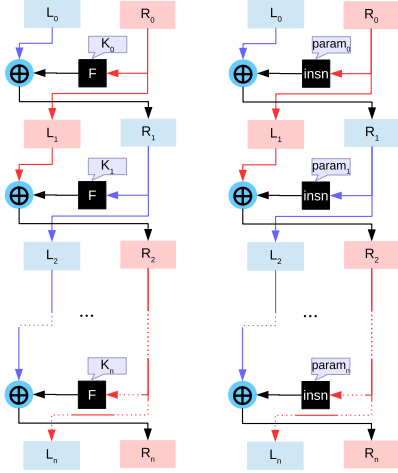 L₀ R₀ L₀ R₀
K₀ param₀
F insn
L₁ R₁ L₁ R₁
K₁ param₁
F insn
L₂ R₂ L₂ R₂
... ...
Kₙ paramₙ
F insn
Lₙ Rₙ Lₙ Rₙ